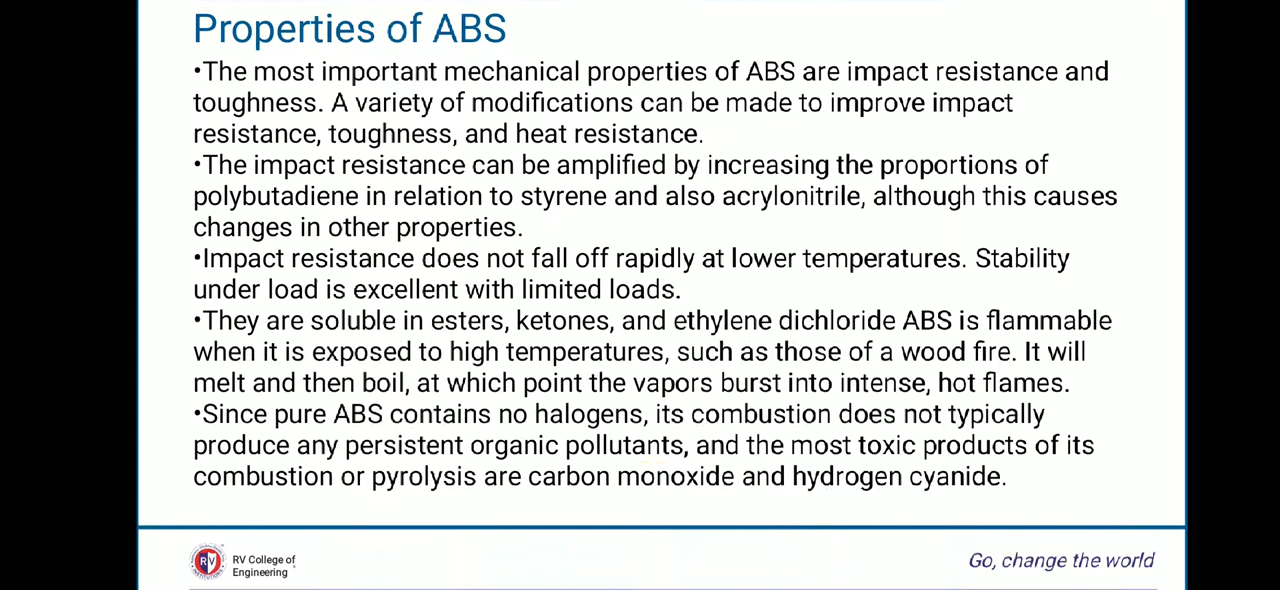 Properties of ABS
•The most important mechanical properties of ABS are impact resistance and
toughness. A variety of modifications can be made to improve impact
resistance, toughness, and heat resistance.
•The impact resistance can be amplified by increasing the proportions of
polybutadiene in relation to styrene and also acrylonitrile, although this causes
changes in other properties.
•Impact resistance does not fall off rapidly at lower temperatures. Stability
under load is excellent with limited loads.
•They are soluble in esters, ketones, and ethylene dichloride ABS is flammable
when it is exposed to high temperatures, such as those of a wood fire. It will
melt and then boil, at which point the vapors burst into intense, hot flames.
•Since pure ABS contains no halogens, its combustion does not typically
produce any persistent organic pollutants, and the most toxic products of its
combustion or pyrolysis are carbon monoxide and hydrogen cyanide.
RV
RV College of
Engineering
Go, change the world